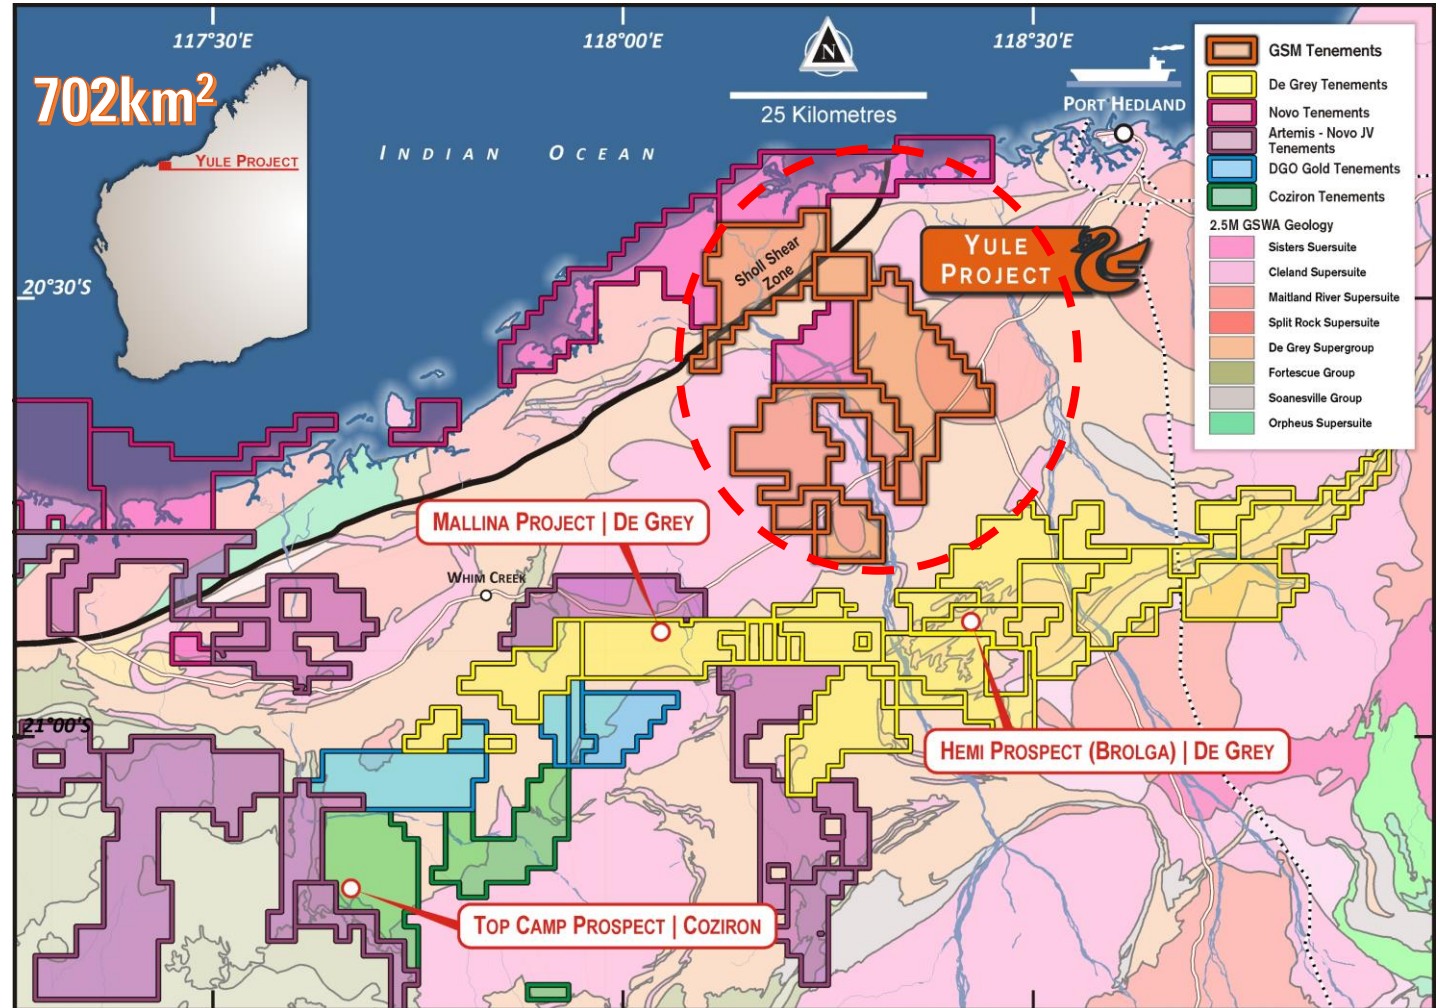 117°30'E
118°00'E
118°30'E
702km²
YULE PROJECT
N
25 Kilometres
PORT HEDLAND
INDIAN OCEAN
GSM Tenements
De Grey Tenements
Novo Tenements
Artemis - Novo JV
Tenements
DGO Gold Tenements
Coziron Tenements
2.5M GSWA Geology
Sisters Suersuite
Cleland Supersuite
Maitland River Supersuite
Split Rock Supersuite
De Grey Supergroup
Fortescue Group
Soanesville Group
Orpheus Supersuite
YULE
PROJECT
Sholl Shear
Zone
20°30'S
MALLINA PROJECT | DE GREY
WHIM CREEK
21°00'S
HEMI PROSPECT (BROLGA) | DE GREY
TOP CAMP PROSPECT | COZIRON